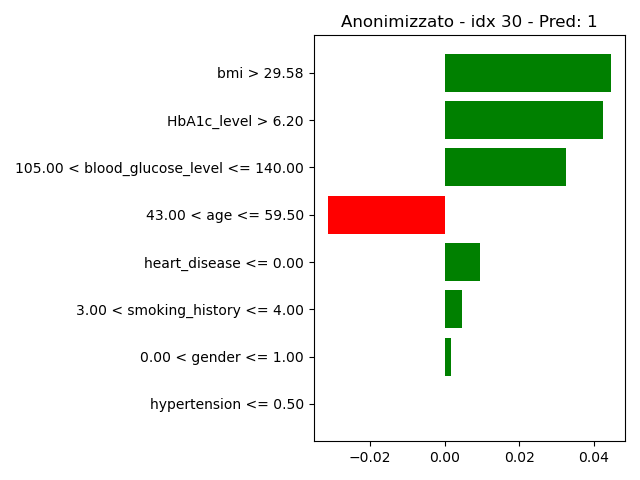 Anonimizzato - idx 30 - Pred: 1
bmi > 29.58
HbA1c_level > 6.20
105.00 < blood_glucose_level <= 140.00
43.00 < age <= 59.50
heart_disease <= 0.00
3.00 < smoking_history <= 4.00
0.00 < gender <= 1.00
hypertension <= 0.50
−0.02 0.00 0.02 0.04